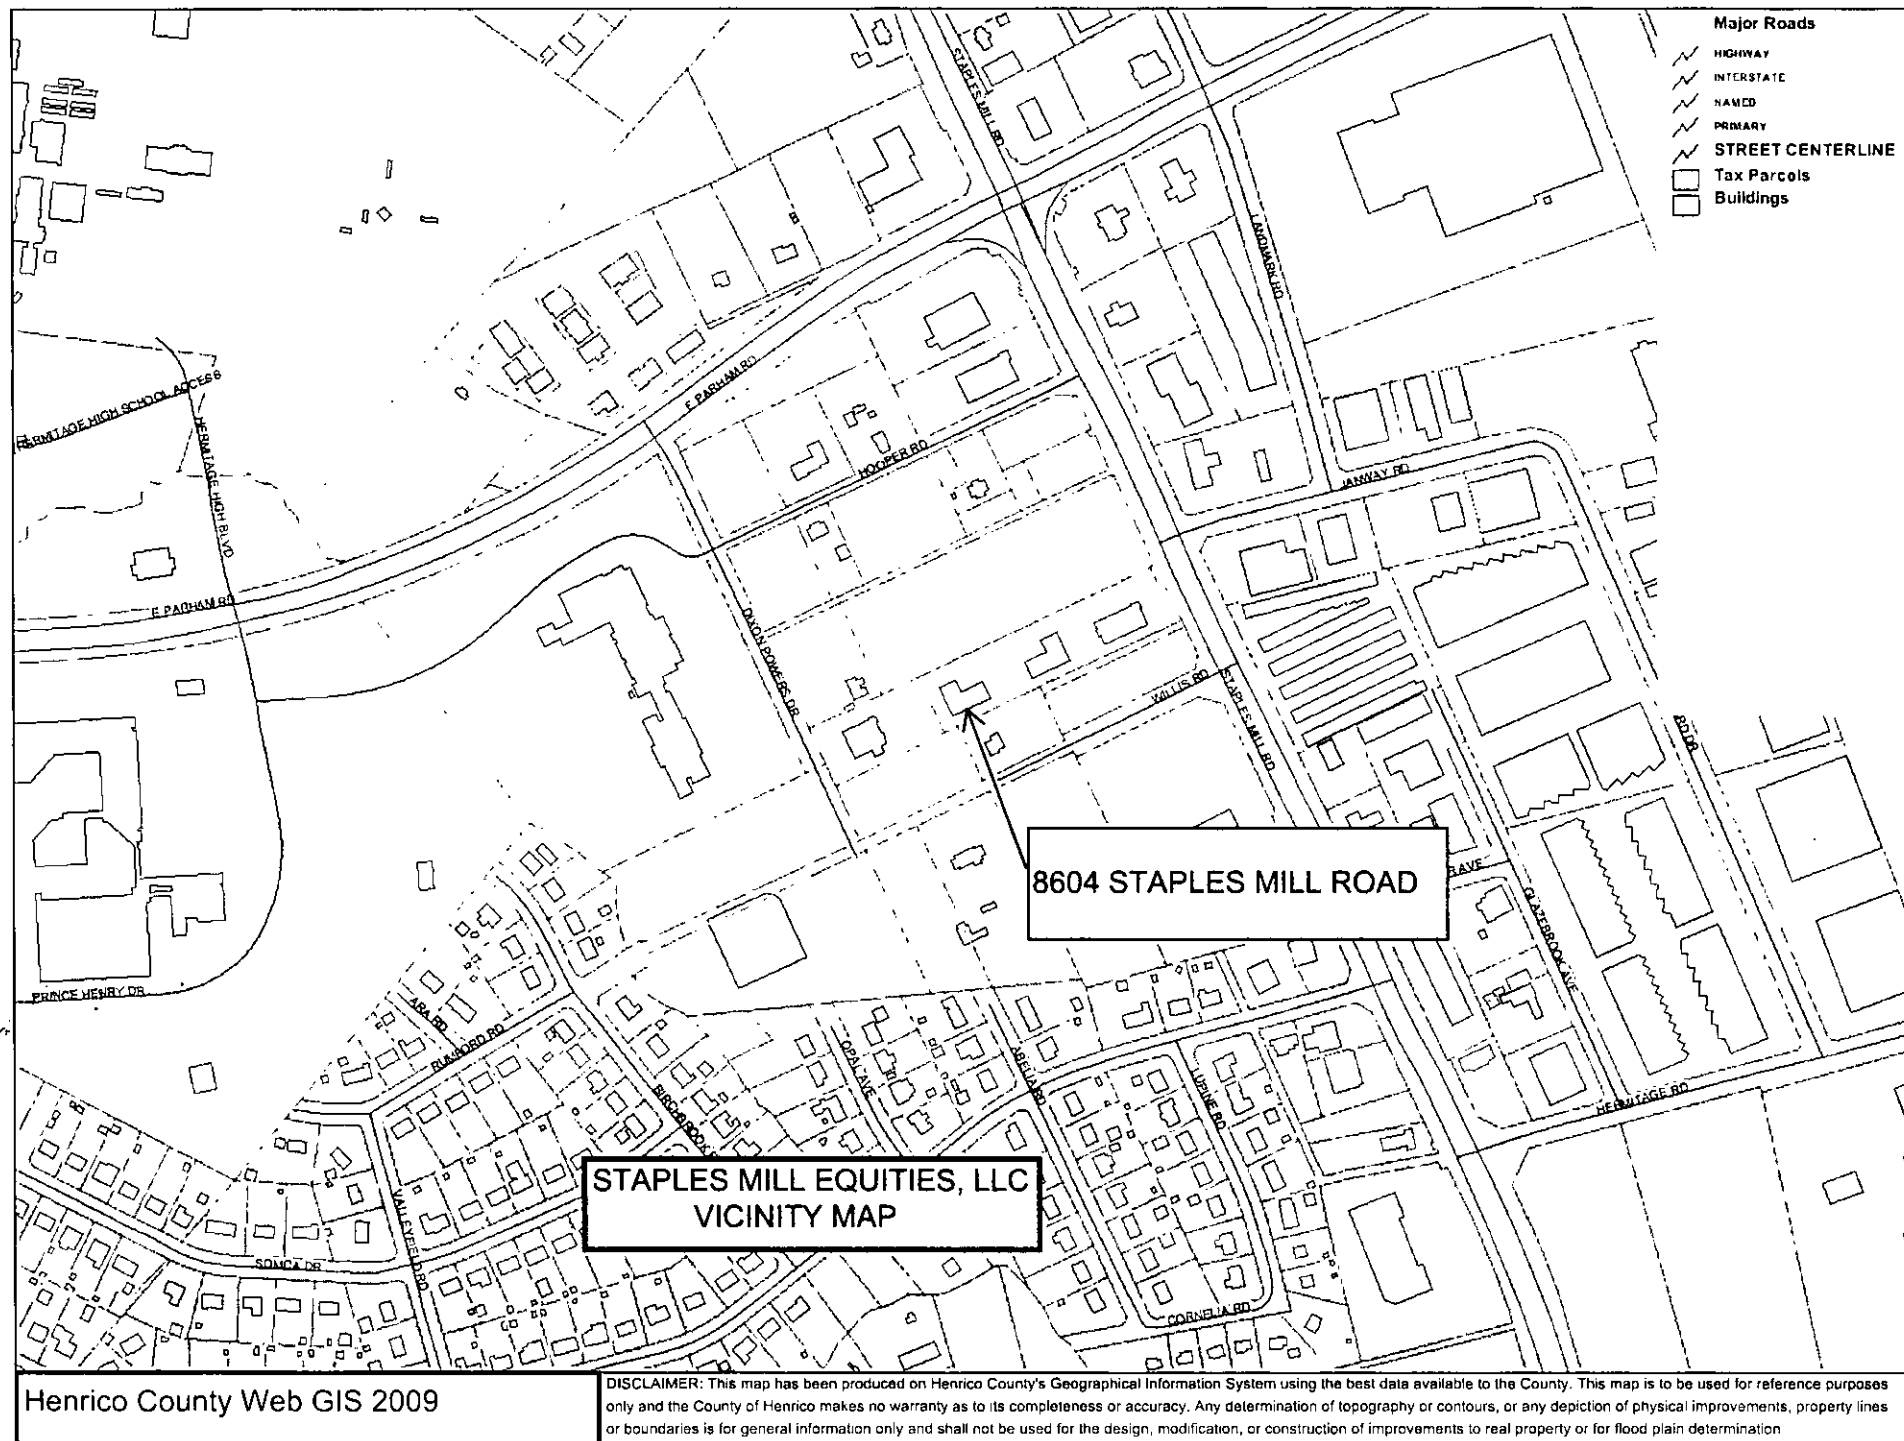 Major Roads
HIGHWAY
INTERSTATE
NAMED
PRIMARY
STREET CENTERLINE
Tax Parcels
Buildings
STAPLES MILL RD
LANDMARK RD
E PARHAM RD
HERMITAGE HIGH SCHOOL ACCESS
HERMITAGE HIGH BLVD
HOOPER RD
JANWAY RD
E PARHAM RD
DIXON POWERS DR
WILLIS RD
STAPLES MILL RD
RD DR
8604 STAPLES MILL ROAD
R AVE
GLAZEBROOK AVE
PRINCE HENRY DR
ARA RD
RUMFORD RD
OPAL AVE
ABELIA RD
LUPINE RD
BIRCHBROOK
HERMITAGE RD
STAPLES MILL EQUITIES, LLC
VICINITY MAP
VALLEYFIELD RD
SOMCA DR
CORNELIA RD
Henrico County Web GIS 2009
DISCLAIMER: This map has been produced on Henrico County's Geographical Information System using the best data available to the County. This map is to be used for reference purposes
only and the County of Henrico makes no warranty as to its completeness or accuracy. Any determination of topography or contours, or any depiction of physical improvements, property lines
or boundaries is for general information only and shall not be used for the design, modification, or construction of improvements to real property or for flood plain determination